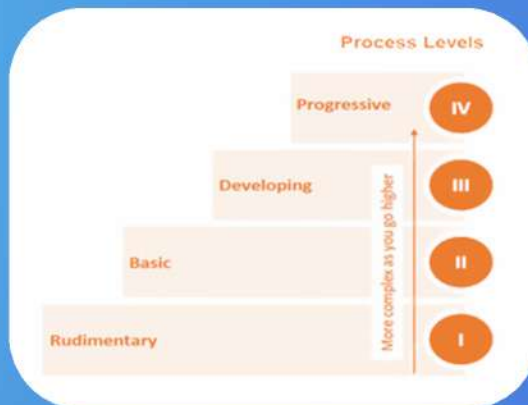 Process Levels
Progressive IV
Developing III
More complex as you go higher
Basic II
Rudimentary I